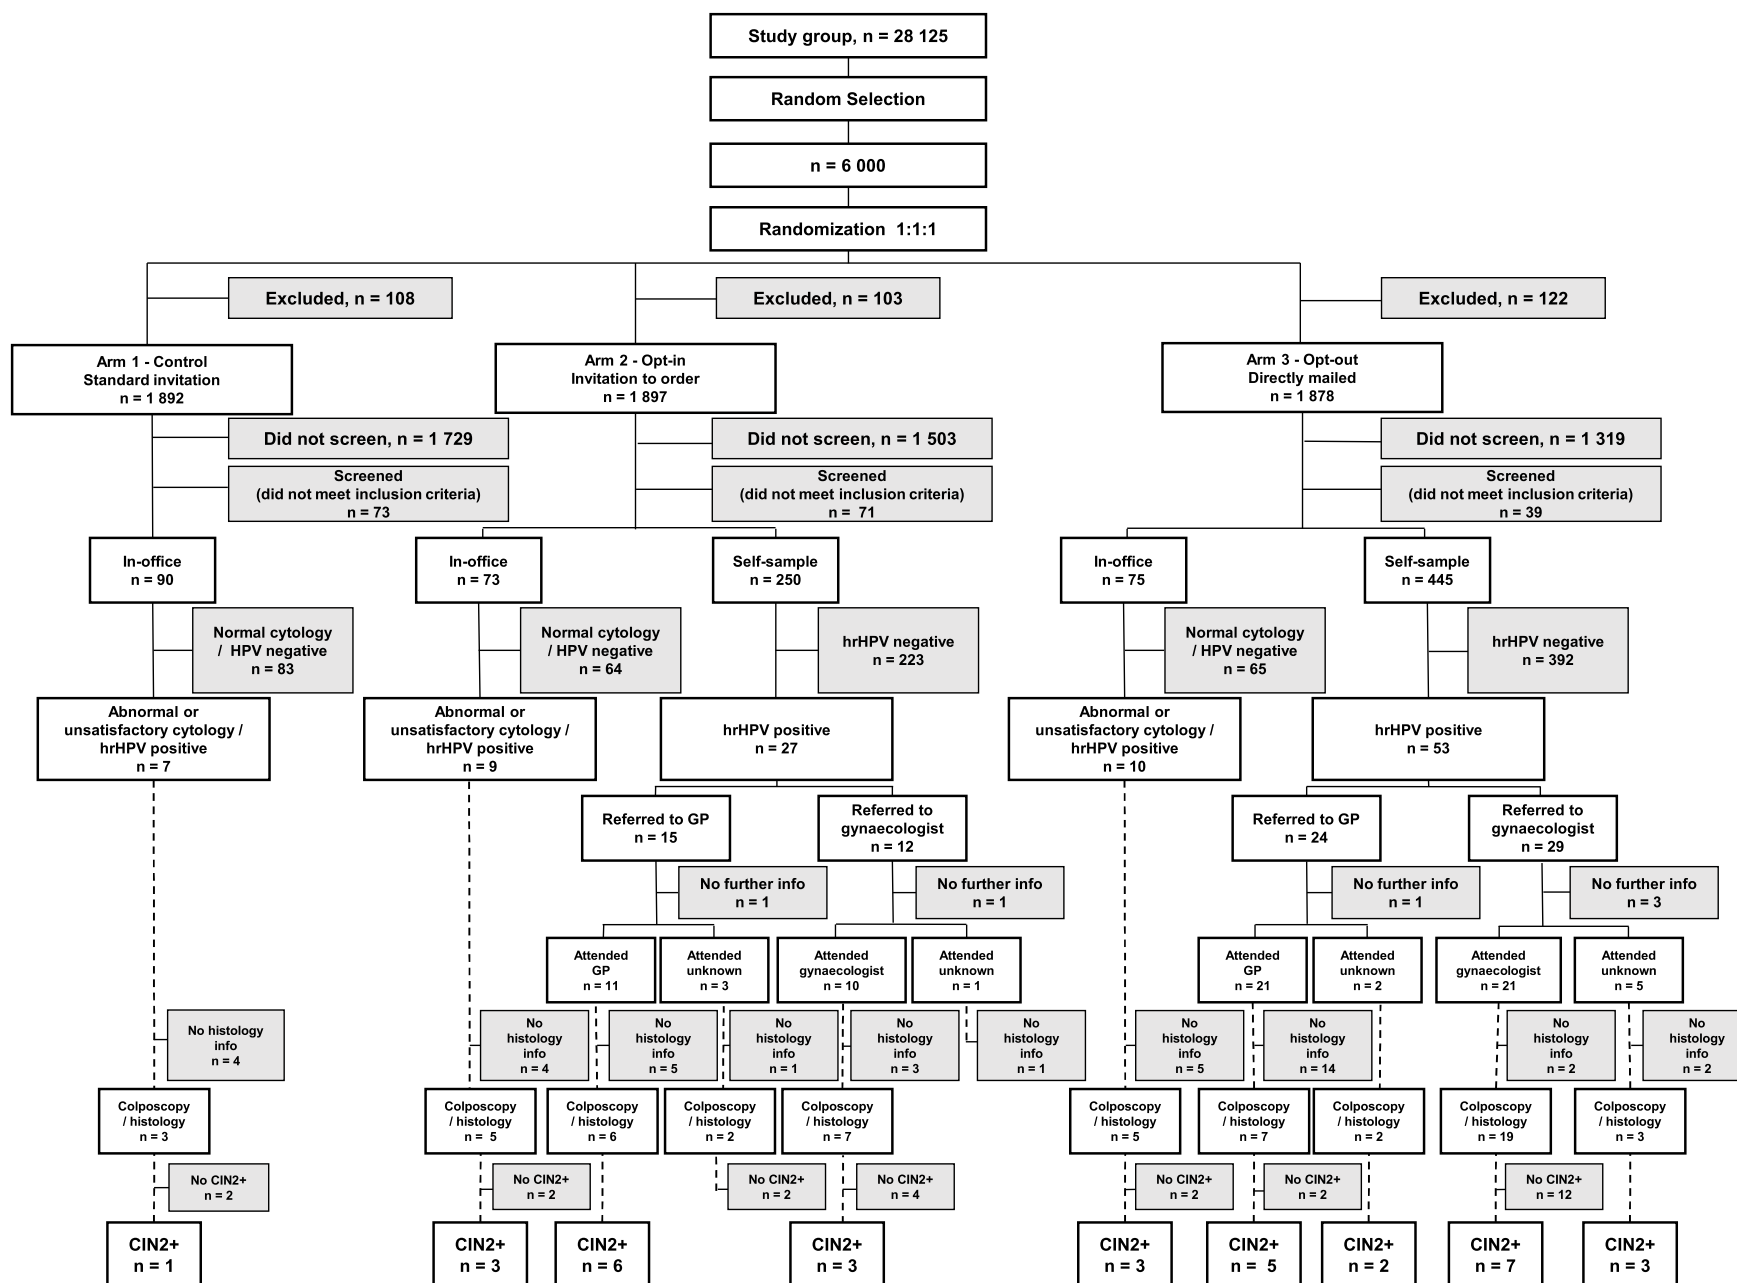 Study group, n = 28 125
Random Selection
n = 6 000
Randomization 1:1:1
Excluded, n = 108
Excluded, n = 103
Excluded, n = 122
Arm 1 - Control
Standard invitation
n = 1 892
Arm 2 - Opt-in
Invitation to order
n = 1 897
Arm 3 - Opt-out
Directly mailed
n = 1 878
Did not screen, n = 1 729
Did not screen, n = 1 503
Did not screen, n = 1 319
Screened
(did not meet inclusion criteria)
n = 73
Screened
(did not meet inclusion criteria)
n = 71
Screened
(did not meet inclusion criteria)
n = 39
In-office
n = 90
In-office
n = 73
Self-sample
n = 250
In-office
n = 75
Self-sample
n = 445
Normal cytology
/ HPV negative
n = 83
Normal cytology
/ HPV negative
n = 64
hrHPV negative
n = 223
Normal cytology
/ HPV negative
n = 65
hrHPV negative
n = 392
Abnormal or
unsatisfactory cytology /
hrHPV positive
n = 7
Abnormal or
unsatisfactory cytology /
hrHPV positive
n = 9
hrHPV positive
n = 27
Abnormal or
unsatisfactory cytology /
hrHPV positive
n = 10
hrHPV positive
n = 53
Referred to GP
n = 15
Referred to
gynaecologist
n = 12
Referred to GP
n = 24
Referred to
gynaecologist
n = 29
No further info
n = 1
No further info
n = 1
No further info
n = 1
No further info
n = 3
Attended
GP
n = 11
Attended
unknown
n = 3
Attended
gynaecologist
n = 10
Attended
unknown
n = 1
Attended
GP
n = 21
Attended
unknown
n = 2
Attended
gynaecologist
n = 21
Attended
unknown
n = 5
No histology
info
n = 4
No
histology
info
n = 4
No
histology
info
n = 5
No
histology
info
n = 1
No
histology
info
n = 3
No
histology
info
n = 1
No
histology
info
n = 5
No
histology
info
n = 14
No
histology
info
n = 2
No
histology
info
n = 2
Colposcopy
/ histology
n = 3
Colposcopy
/ histology
n = 5
Colposcopy
/ histology
n = 6
Colposcopy
/ histology
n = 2
Colposcopy
/ histology
n = 7
Colposcopy
/ histology
n = 5
Colposcopy
/ histology
n = 7
Colposcopy
/ histology
n = 2
Colposcopy
/ histology
n = 19
Colposcopy
/ histology
n = 3
No CIN2+
n = 2
No CIN2+
n = 2
No CIN2+
n = 2
No CIN2+
n = 4
No CIN2+
n = 2
No CIN2+
n = 2
No CIN2+
n = 12
CIN2+
n = 1
CIN2+
n = 3
CIN2+
n = 6
CIN2+
n = 3
CIN2+
n = 3
CIN2+
n = 5
CIN2+
n = 2
CIN2+
n = 7
CIN2+
n = 3